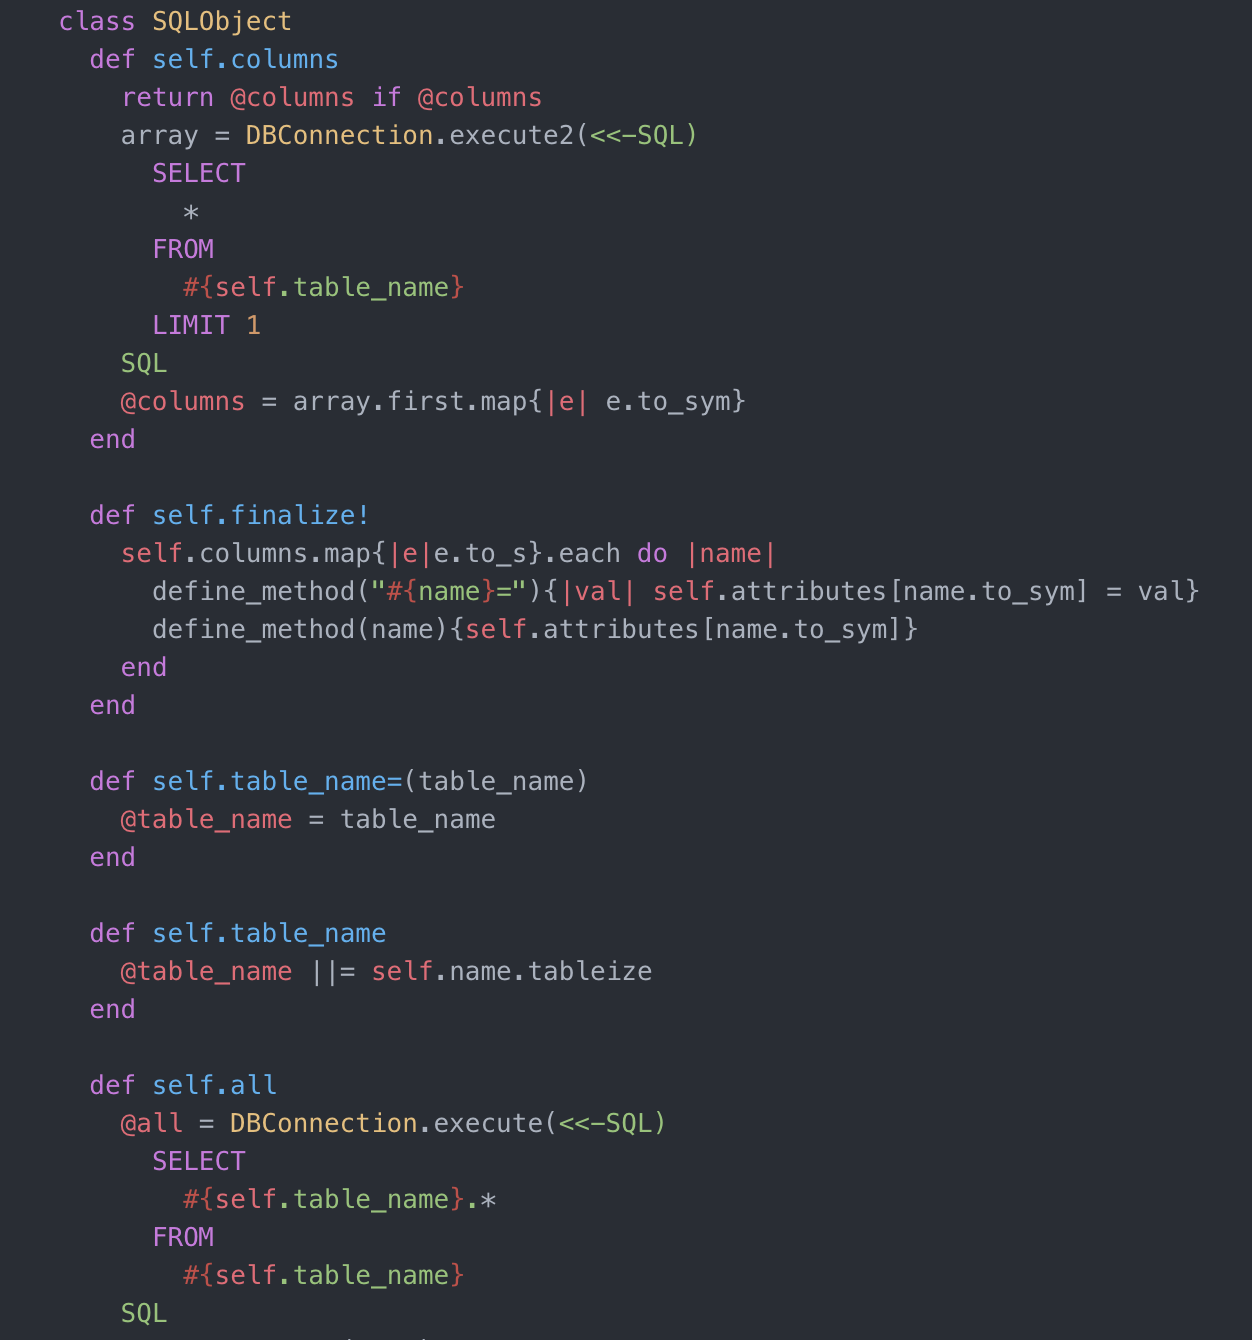 class SQLObject
  def self.columns
    return @columns if @columns
    array = DBConnection.execute2(<<-SQL)
      SELECT
        *
      FROM
        #{self.table_name}
      LIMIT 1
    SQL
    @columns = array.first.map{|e| e.to_sym}
  end

  def self.finalize!
    self.columns.map{|e|e.to_s}.each do |name|
      define_method("#{name}="){|val| self.attributes[name.to_sym] = val}
      define_method(name){self.attributes[name.to_sym]}
    end
  end

  def self.table_name=(table_name)
    @table_name = table_name
  end

  def self.table_name
    @table_name ||= self.name.tableize
  end

  def self.all
    @all = DBConnection.execute(<<-SQL)
      SELECT
        #{self.table_name}.*
      FROM
        #{self.table_name}
    SQL